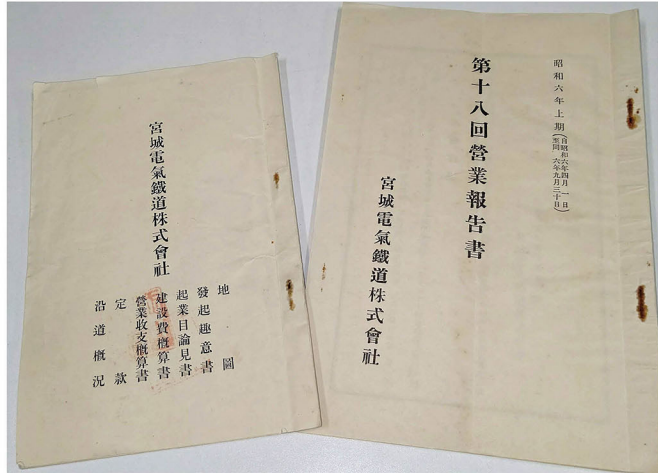 宮城電氣鐵道株式會社
地圖
發起趣意書
起業目論見書
建設費概算書
營業收支概算書
定款
沿道概況
昭和六年上期(自昭和六年四月一日至同六年九月三十日)
第十八回營業報告書
宮城電氣鐵道株式會社